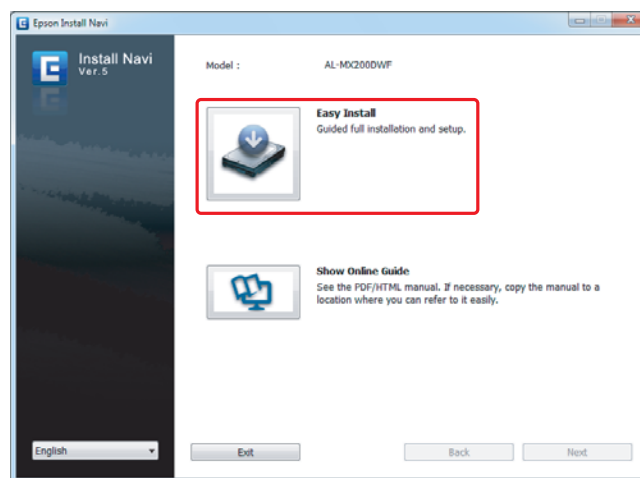 Epson Install Navi
Install Navi
Ver.5
Model :
AL-MX200DWF
Easy Install
Guided full installation and setup.
Show Online Guide
See the PDF/HTML manual. If necessary, copy the manual to a
location where you can refer to it easily.
English
Exit
Back
Next